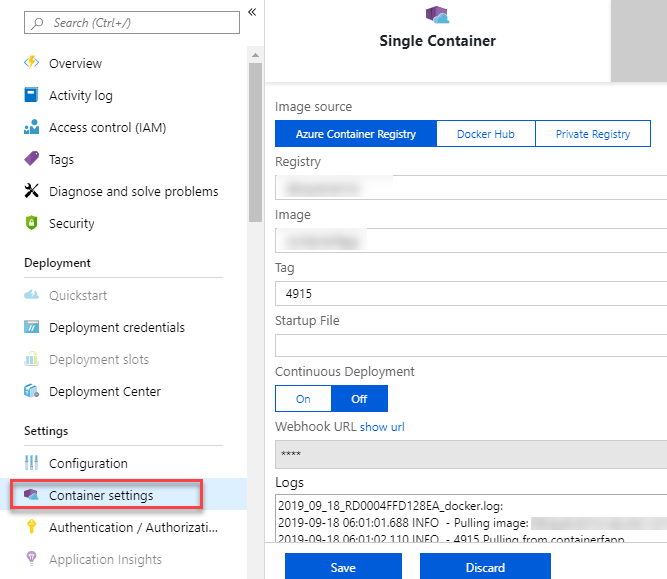 Search (Ctrl+/)
«
Overview
Activity log
Access control (IAM)
Tags
Diagnose and solve problems
Security
Deployment
Quickstart
Deployment credentials
Deployment slots
Deployment Center
Settings
Configuration
Container settings
Authentication / Authorizati...
Application Insights
Single Container
Image source
Azure Container Registry
Docker Hub
Private Registry
Registry
Image
Tag
4915
Startup File
Continuous Deployment
On
Off
Webhook URL show url
****
Logs
2019_09_18_RD0004FFD128EA_docker.log:
2019-09-18 06:01:01.688 INFO - Pulling image:
2019-09-18 06:01:02.110 INFO - 4915 Pulling from containerfapp
Save
Discard